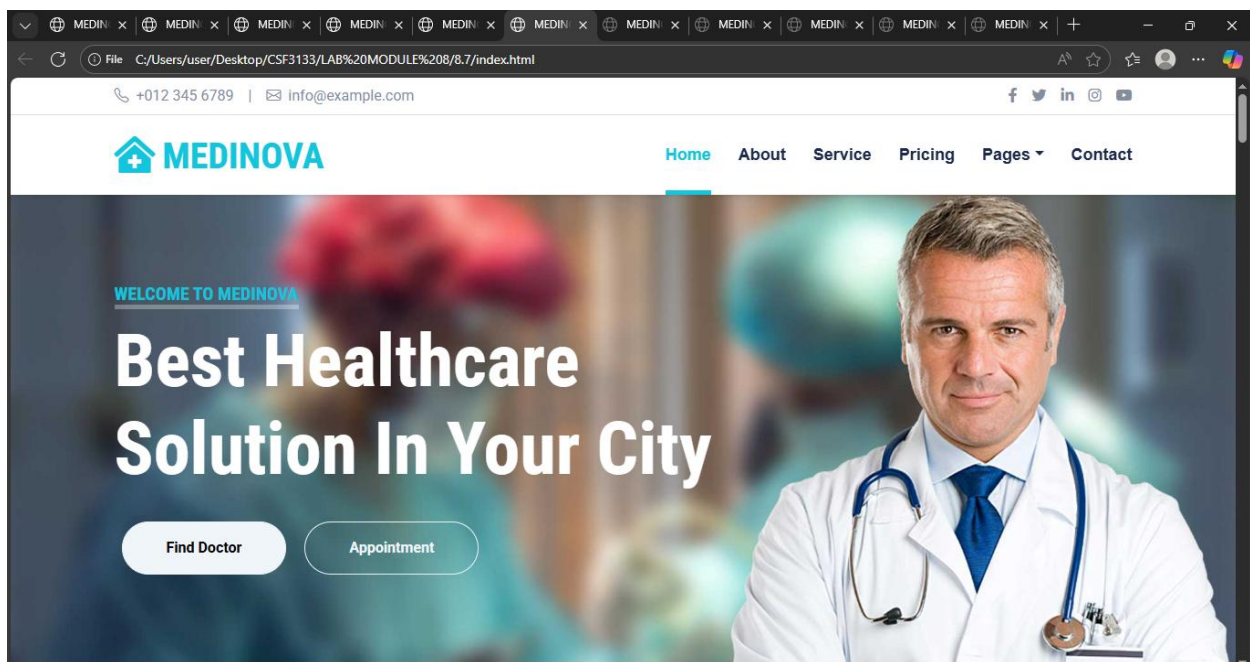 MEDIN MEDIN MEDIN MEDIN MEDIN MEDIN MEDIN MEDIN MEDIN MEDIN MEDIN
File C:/Users/user/Desktop/CSF3133/LAB%20MODULE%208/8.7/index.html
+012 345 6789 | info@example.com
MEDINOVA
Home About Service Pricing Pages Contact
WELCOME TO MEDINOVA
Best Healthcare
Solution In Your City
Find Doctor Appointment